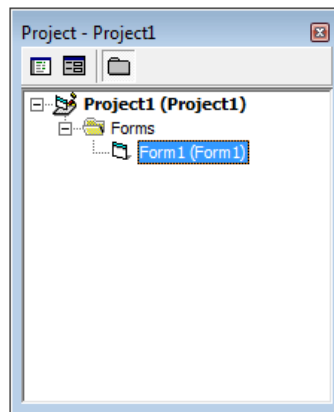 Project - Project1
Project1 (Project1)
Forms
Form1 (Form1)